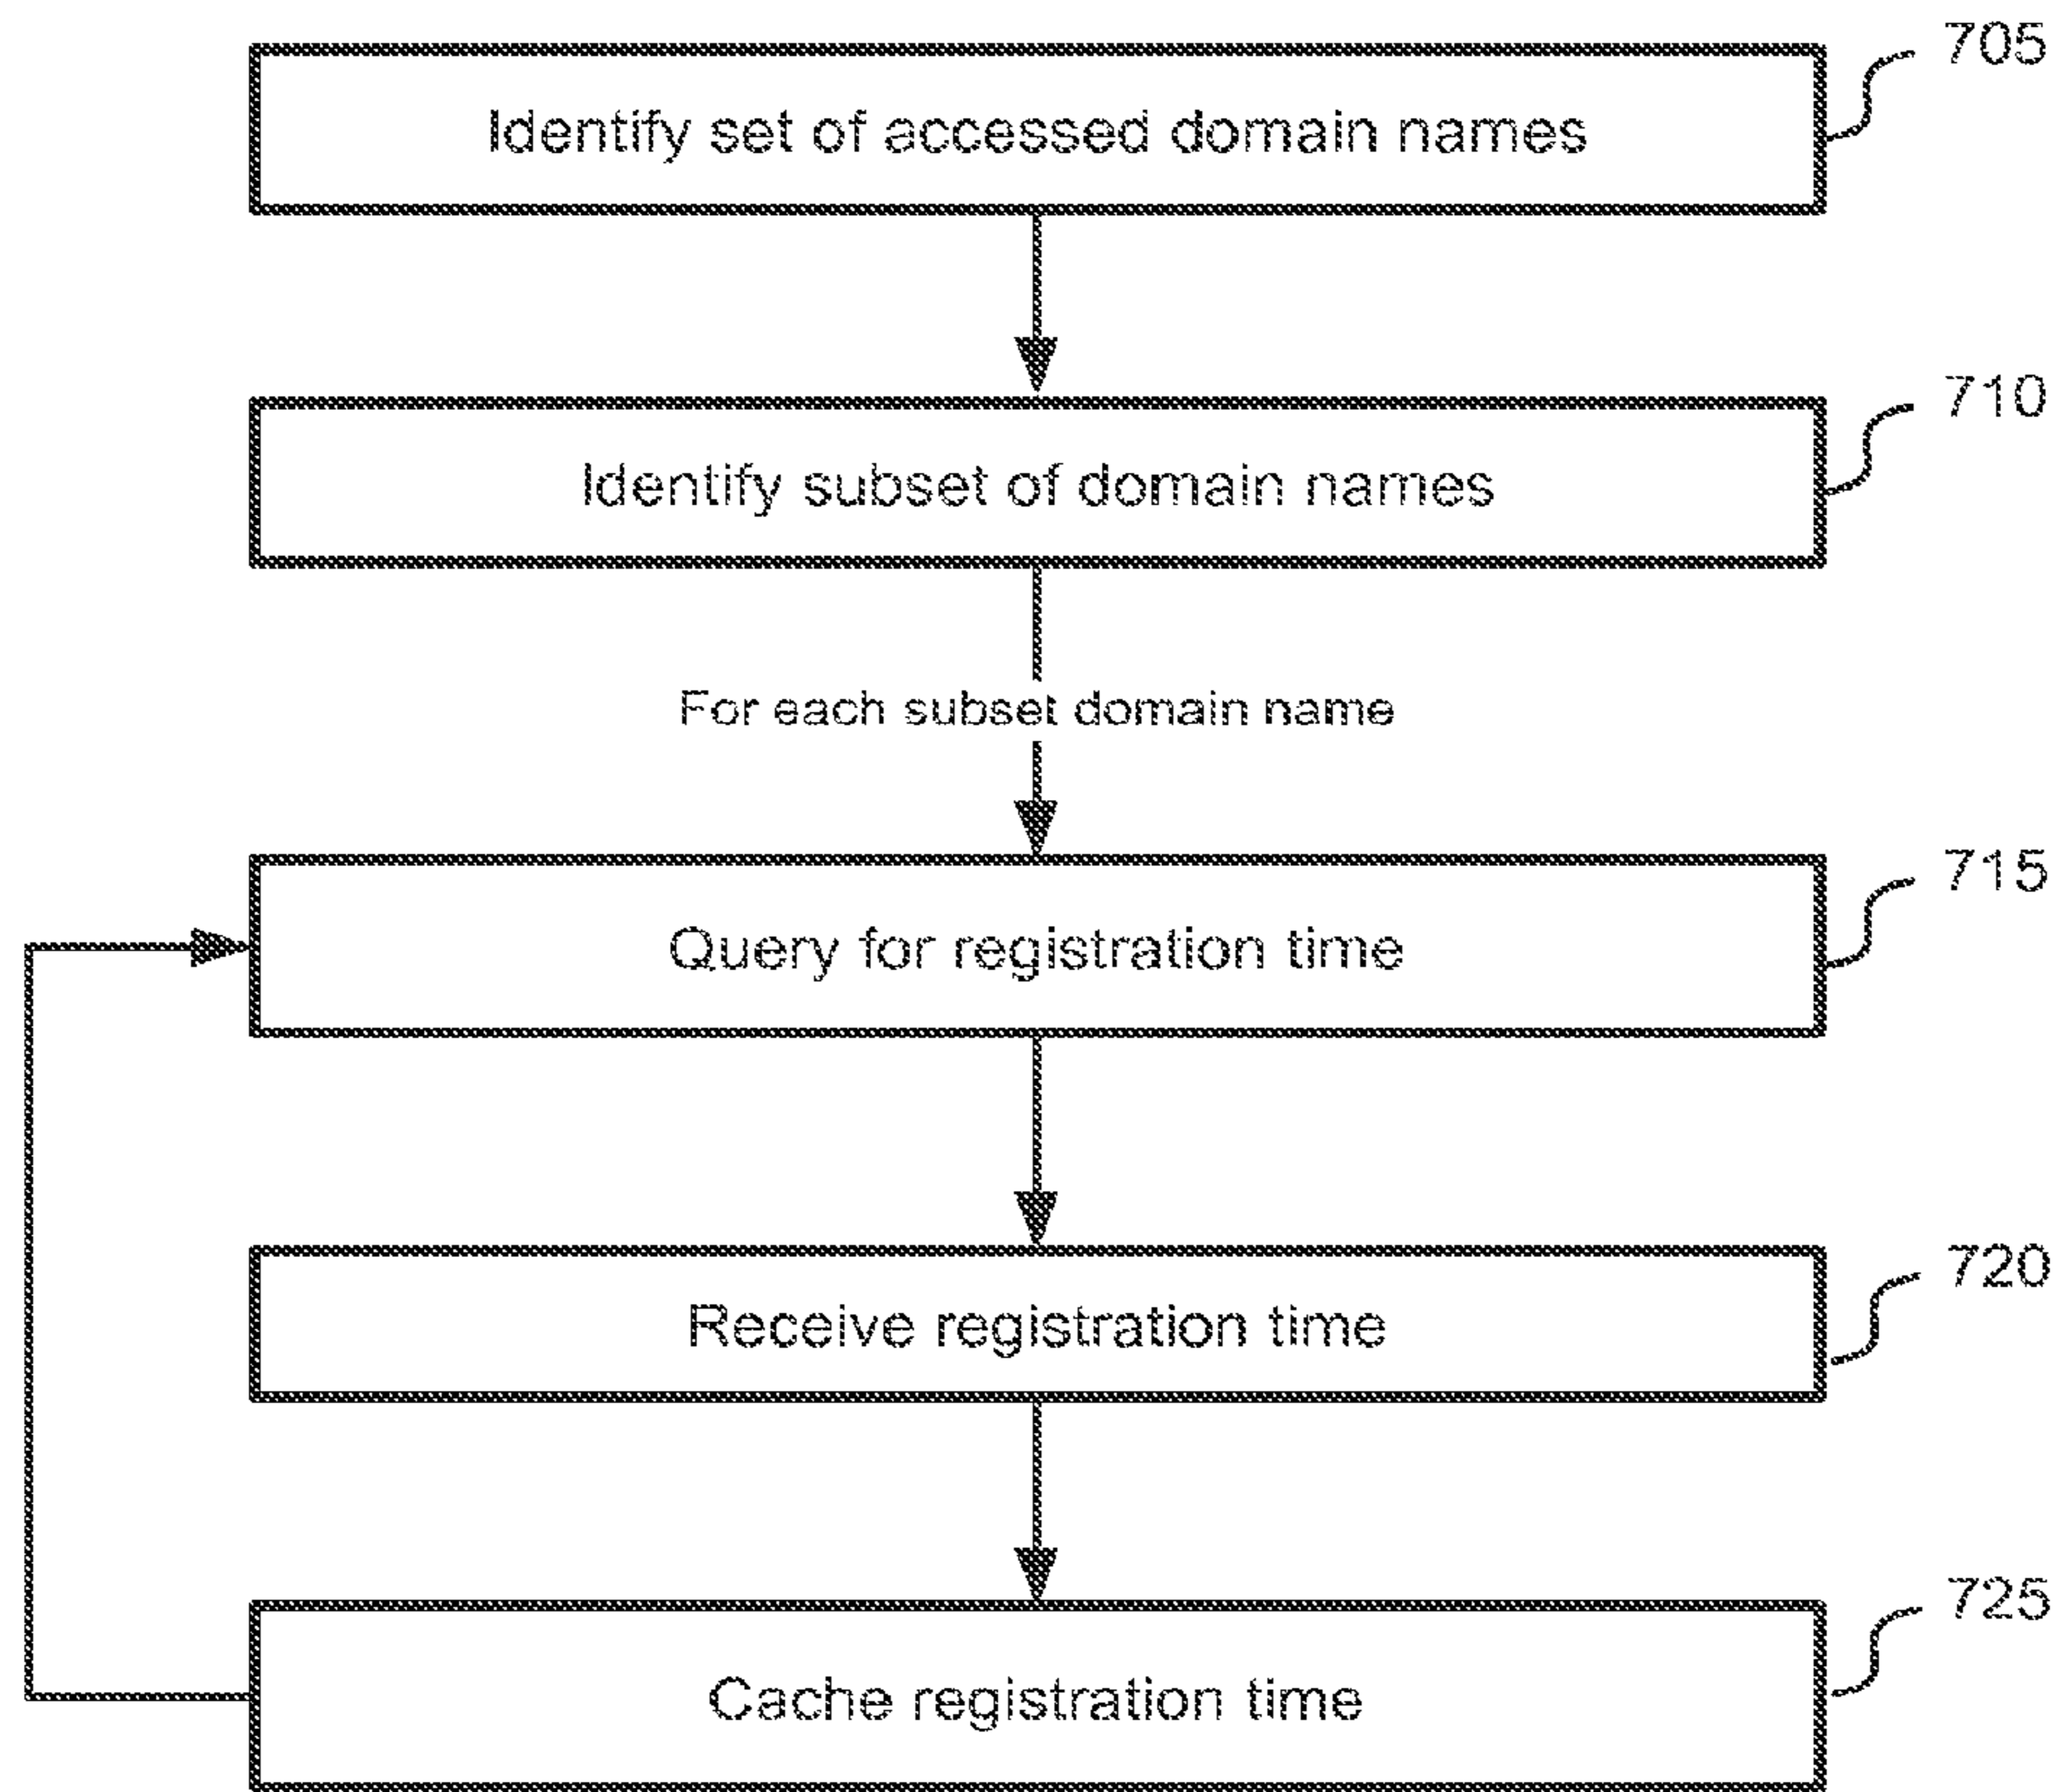 705
Identify set of accessed domain names
710
Identify subset of domain names
For each subset domain name
715
Query for registration time
720
Receive registration time
725
Cache registration time